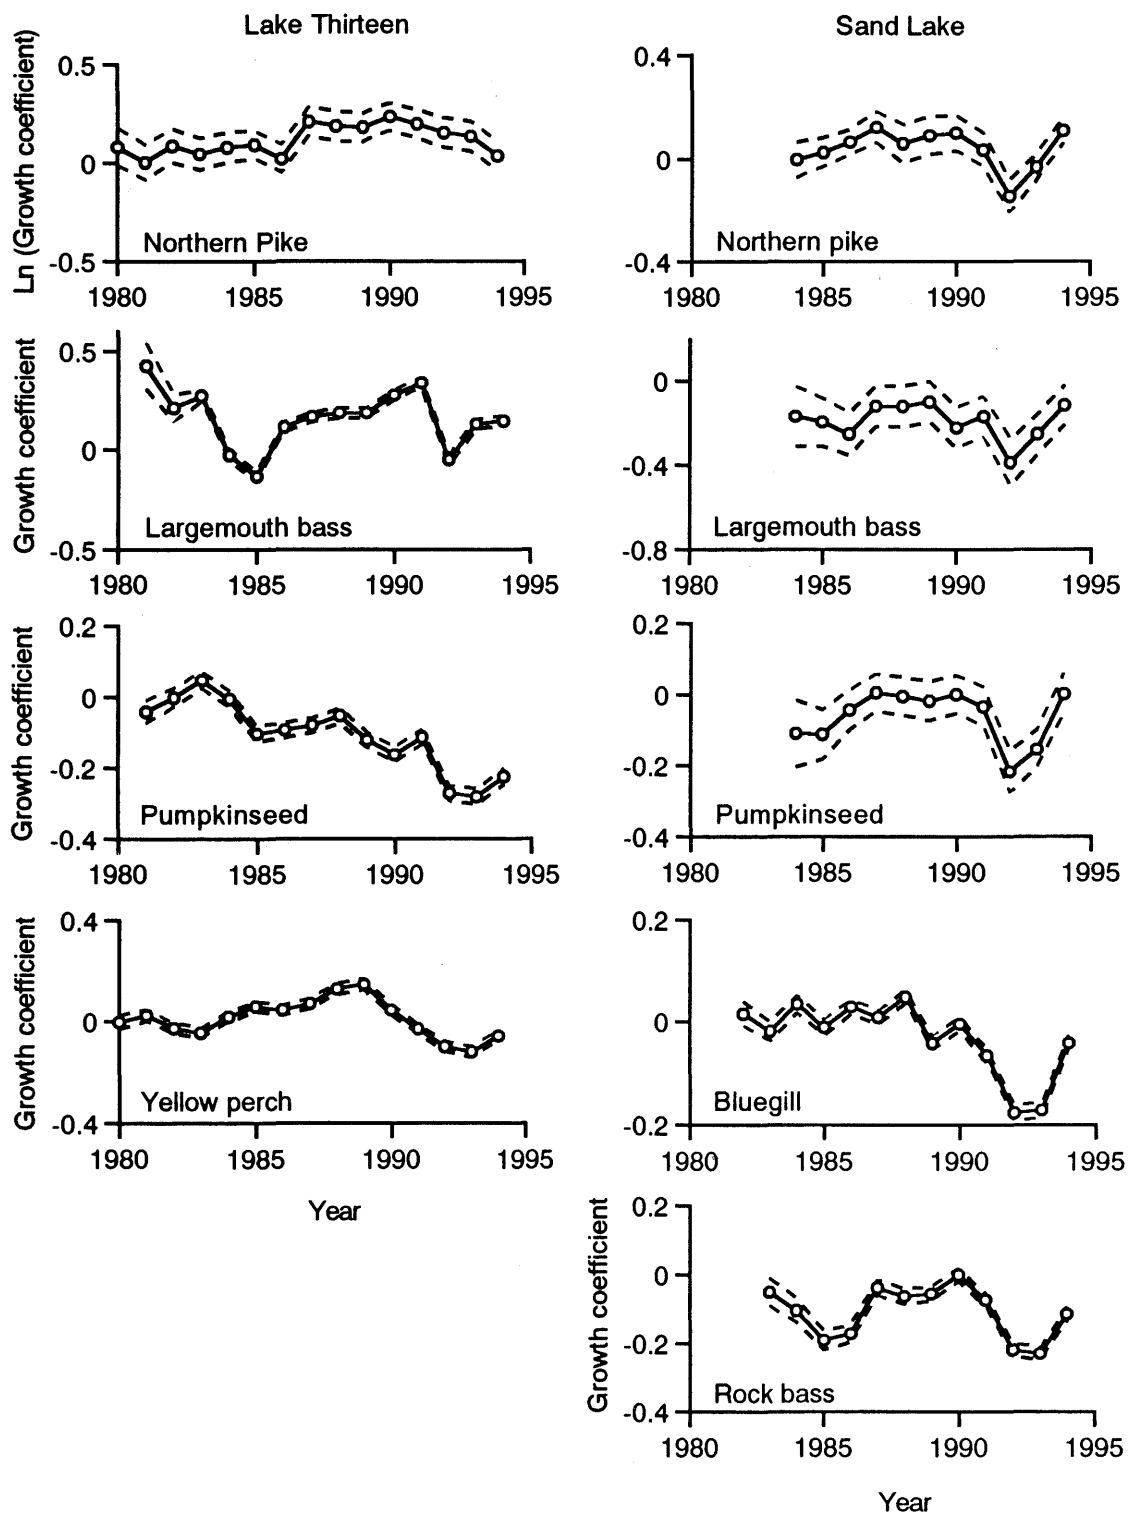 Lake Thirteen
Ln (Growth coefficient)
0.5
0
-0.5
Northern Pike
1980 1985 1990 1995
Growth coefficient
0.5
0
-0.5
Largemouth bass
1980 1985 1990 1995
Growth coefficient
0.2
0
-0.2
-0.4
Pumpkinseed
1980 1985 1990 1995
Growth coefficient
0.4
0
-0.4
Yellow perch
1980 1985 1990 1995
Year
Sand Lake
0.4
0
-0.4
Northern pike
1980 1985 1990 1995
0
-0.4
-0.8
Largemouth bass
1980 1985 1990 1995
0.2
0
-0.2
-0.4
Pumpkinseed
1980 1985 1990 1995
0.2
0
-0.2
Bluegill
1980 1985 1990 1995
Growth coefficient
0.2
0
-0.2
-0.4
Rock bass
1980 1985 1990 1995
Year